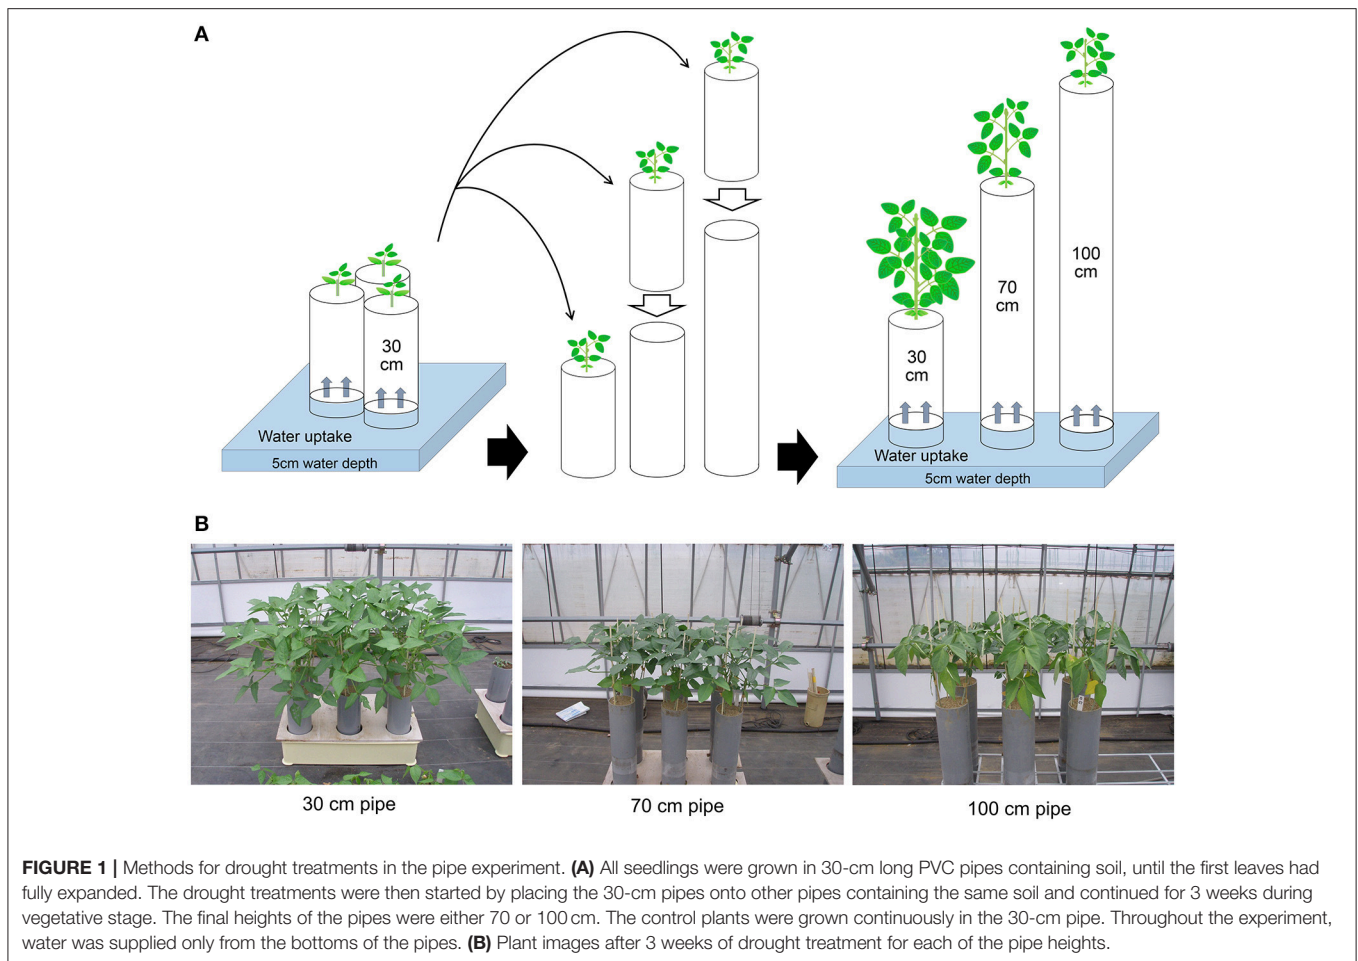 A
30
cm
Water uptake
5cm water depth
30
cm
70
cm
100
cm
Water uptake
5cm water depth
B
30 cm pipe
70 cm pipe
100 cm pipe
FIGURE 1 | Methods for drought treatments in the pipe experiment. (A) All seedlings were grown in 30-cm long PVC pipes containing soil, until the first leaves had
fully expanded. The drought treatments were then started by placing the 30-cm pipes onto other pipes containing the same soil and continued for 3 weeks during
vegetative stage. The final heights of the pipes were either 70 or 100 cm. The control plants were grown continuously in the 30-cm pipe. Throughout the experiment,
water was supplied only from the bottoms of the pipes. (B) Plant images after 3 weeks of drought treatment for each of the pipe heights.